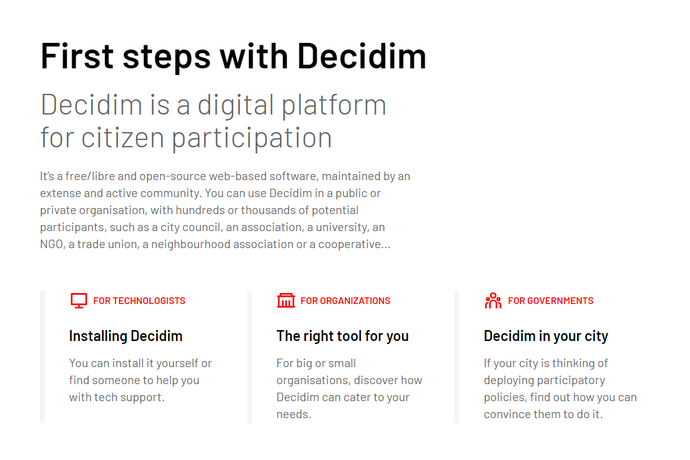 First steps with Decidim
Decidim is a digital platform
for citizen participation
It's a free/libre and open-source web-based software, maintained by an
extense and active community. You can use Decidim in a public or
private organisation, with hundreds or thousands of potential
participants, such as a city council, an association, a university, an
NGO, a trade union, a neighbourhood association or a cooperative...
FOR TECHNOLOGISTS
Installing Decidim
You can install it yourself or
find someone to help you
with tech support.
FOR ORGANIZATIONS
The right tool for you
For big or small
organisations, discover how
Decidim can cater to your
needs.
FOR GOVERNMENTS
Decidim in your city
If your city is thinking of
deploying participatory
policies, find out how you can
convince them to do it.